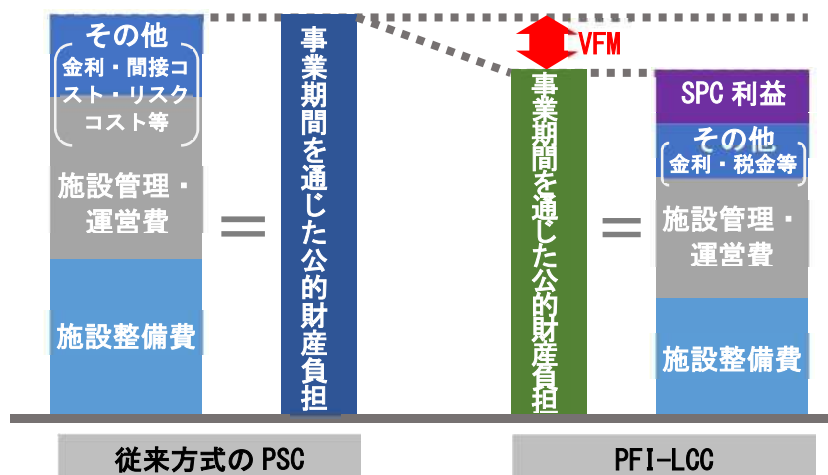 その他
金利・間接コ
スト・リスク
コスト等
施設管理・
運営費
施設整備費
=
事業期間を通じた公的財産負担
従来方式の PSC
VFM
事業期間を通じた公的財産負担
=
SPC 利益
その他
金利・税金等
施設管理・
運営費
施設整備費
PFI-LCC